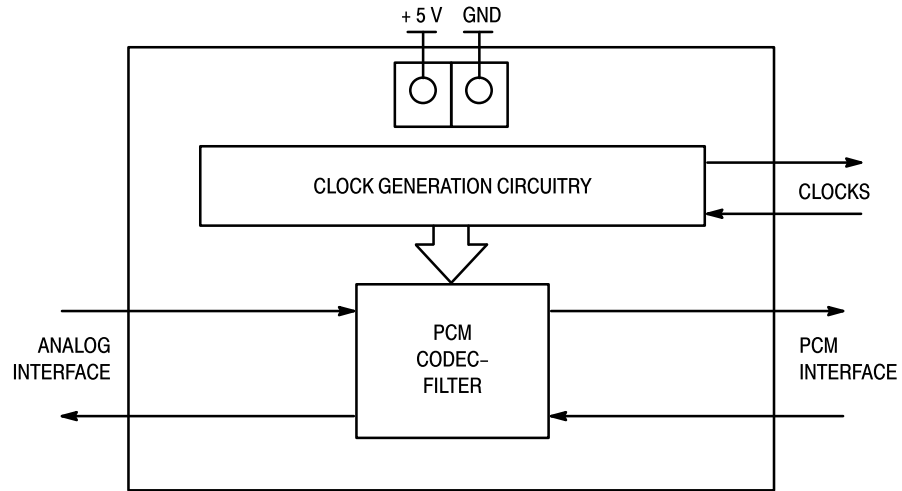 + 5 V GND
CLOCK GENERATION CIRCUITRY
CLOCKS
ANALOG
INTERFACE
PCM
CODEC–
FILTER
PCM
INTERFACE